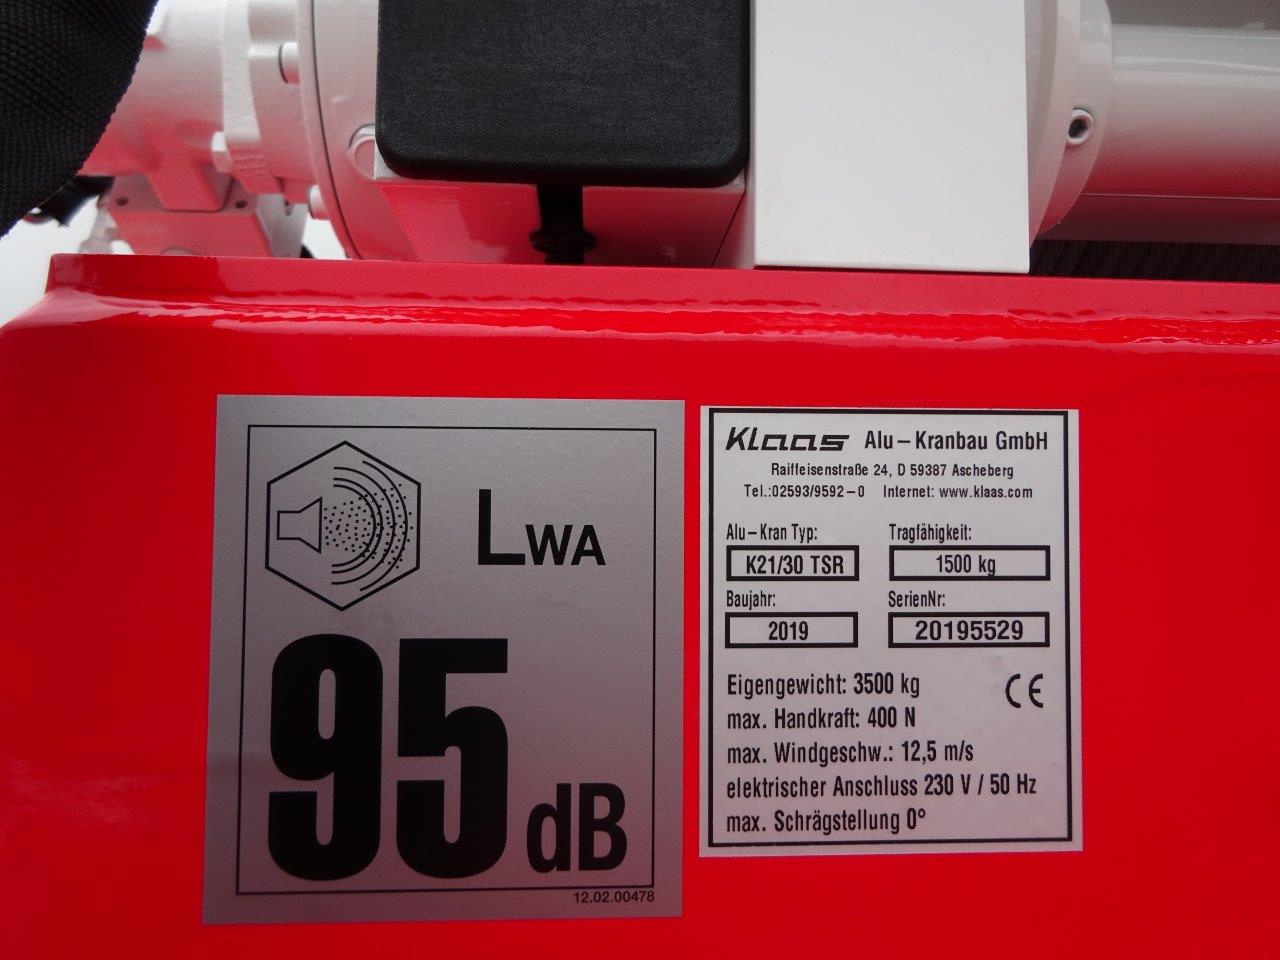 LWA
95 dB
12.02.00478
Klaas Alu-Kranbau GmbH
Raiffeisenstraße 24, D 59387 Ascheberg
Tel.:02593/9592-0 Internet: www.klaas.com
Alu-Kran Typ: Tragfähigkeit:
K21/30 TSR 1500 kg
Baujahr: SerienNr:
2019 20195529
Eigengewicht: 3500 kg CE
max. Handkraft: 400 N
max. Windgeschw.: 12,5 m/s
elektrischer Anschluss 230 V / 50 Hz
max. Schrägstellung 0°